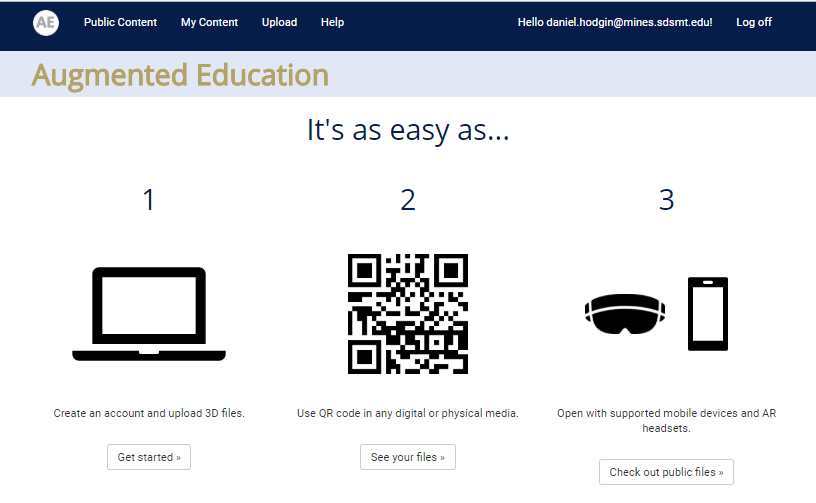 AE
Public Content
My Content
Upload
Help
Hello daniel.hodgin@mines.sdsmt.edu!
Log off
Augmented Education
It's as easy as...
1
2
3
Create an account and upload 3D files.
Use QR code in any digital or physical media.
Open with supported mobile devices and AR
headsets.
Get started »
See your files »
Check out public files »